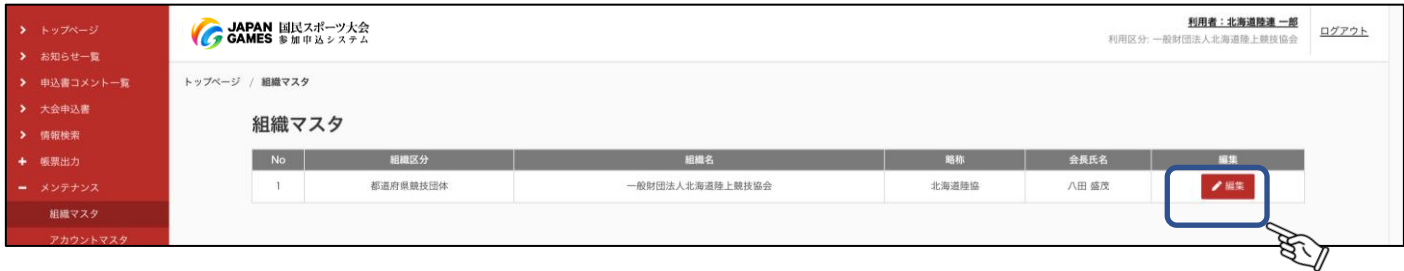 トップページ
お知らせ一覧
申込書コメント一覧
大会申込書
情報検索
帳票出力
メンテナンス
組織マスタ
アカウントマスタ
JAPAN GAMES
国民スポーツ大会
参加申込システム
利用者：北海道陸連 一郎
利用区分: 一般財団法人北海道陸上競技協会
ログアウト
トップページ / 組織マスタ
組織マスタ
No 組織区分 組織名 略称 会長氏名 編集
1 都道府県競技団体 一般財団法人北海道陸上競技協会 北海道陸協 八田 盛茂 編集